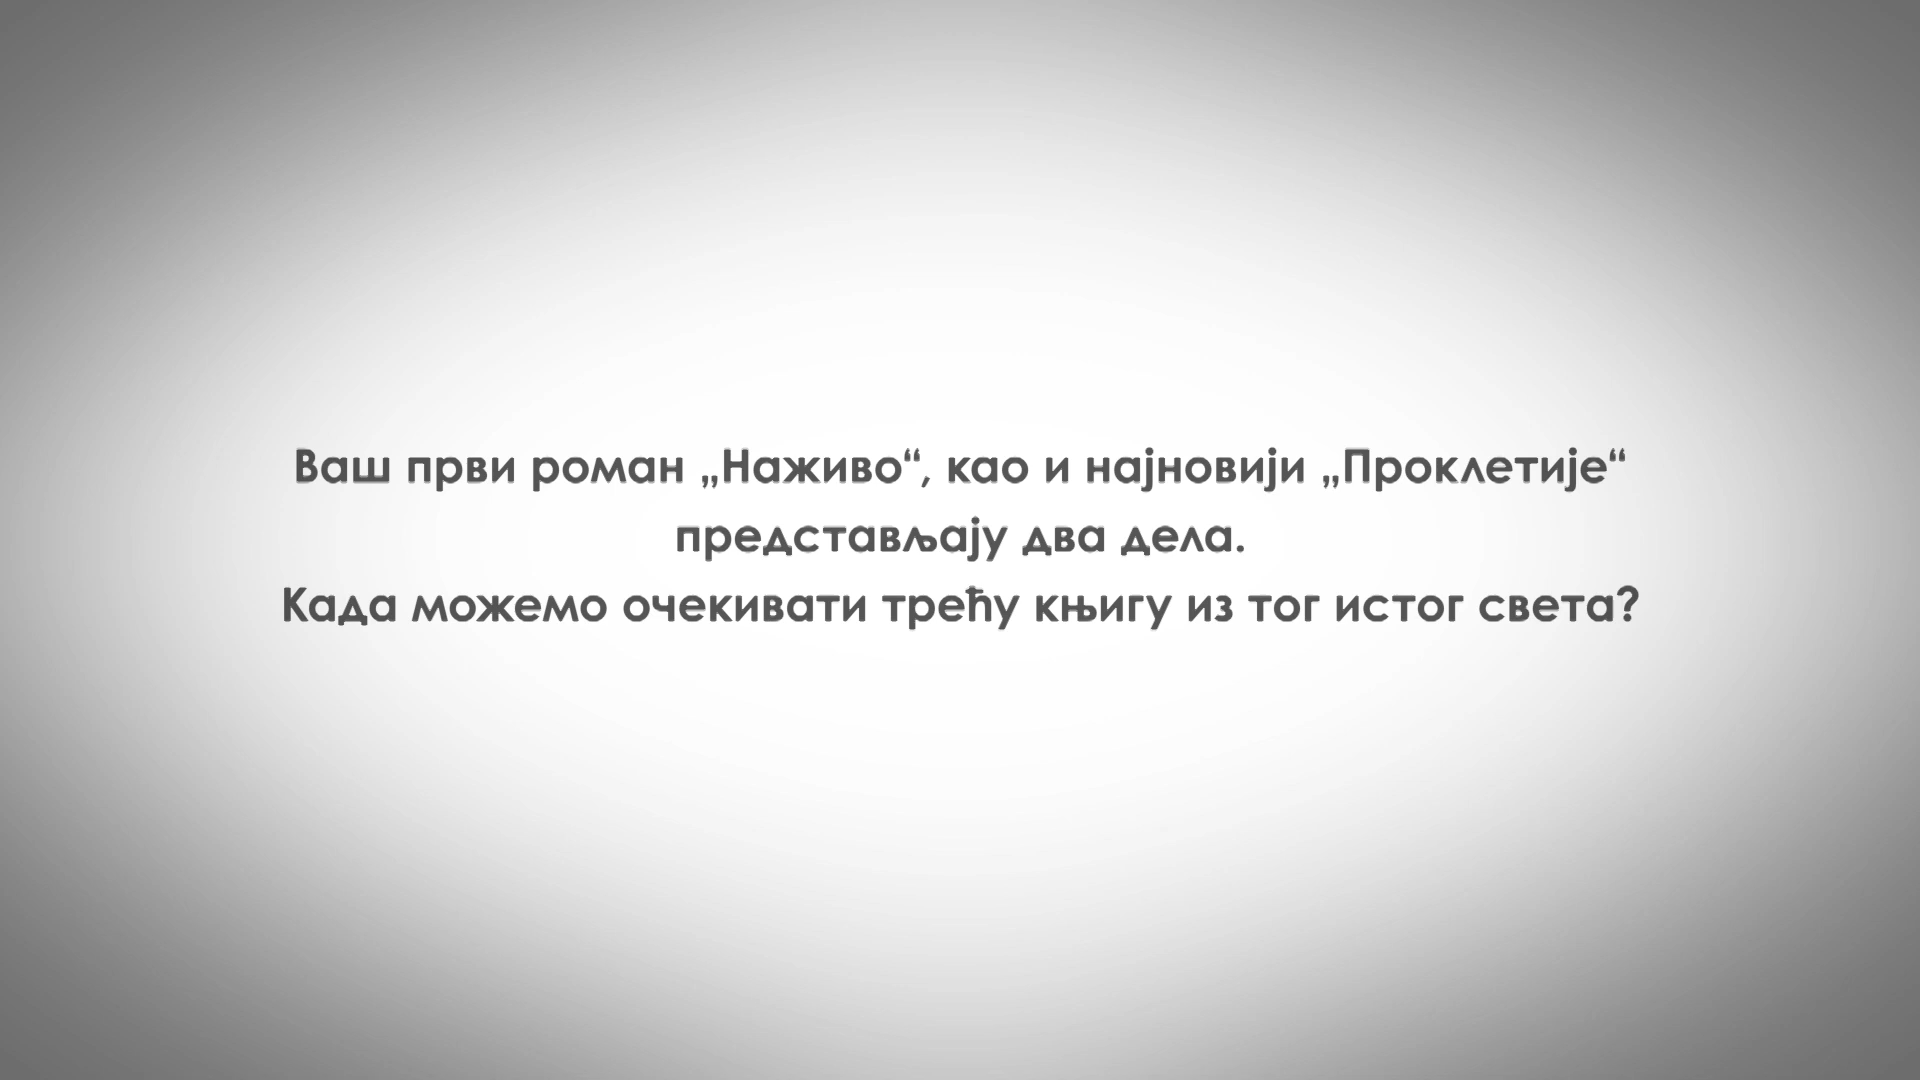 Ваш први роман „Наживо“, као и најновији „Проклетије“
представљају два дела.
Када можемо очекивати трећу књигу из тог истог света?